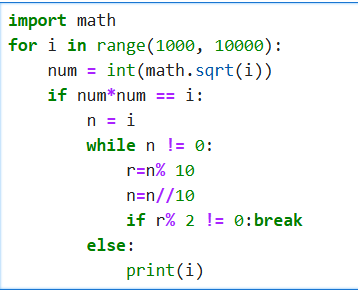 import math
for i in range(1000, 10000):
    num = int(math.sqrt(i))
    if num*num == i:
        n = i
        while n != 0:
            r=n% 10
            n=n//10
            if r% 2 != 0:break
        else:
            print(i)